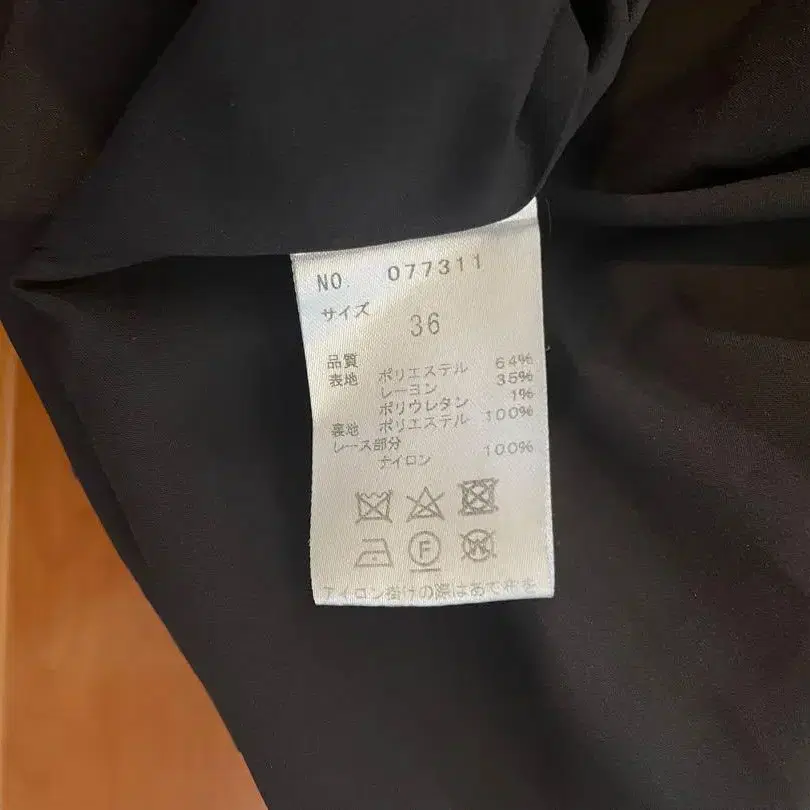 NO. 077311
サイズ
36
品質
表地 ポリエステル 64%
レーヨン 35%
ポリウレタン 1%
裏地 ポリエステル 100%
レース部分
ナイロン 100%
F
W
アイロン掛けの際はあて布を